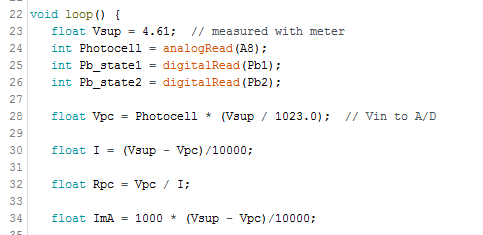 22 void loop() {
23 float Vsup = 4.61; // measured with meter
24 int Photocell = analogRead(A8);
25 int Pb_state1 = digitalRead(Pb1);
26 int Pb_state2 = digitalRead(Pb2);
27
28 float Vpc = Photocell * (Vsup / 1023.0); // Vin to A/D
29
30 float I = (Vsup - Vpc)/10000;
31
32 float Rpc = Vpc / I;
33
34 float ImA = 1000 * (Vsup - Vpc)/10000;